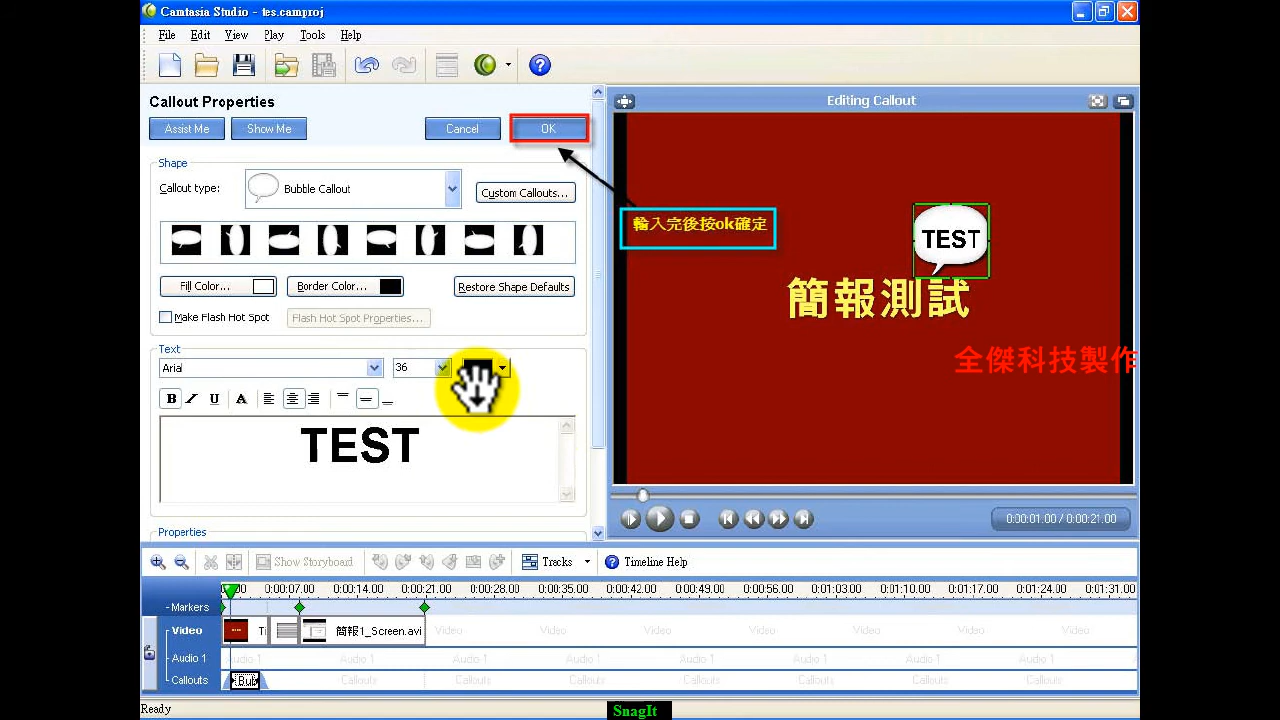 Camtasia Studio - tes.camproj
File Edit View Play Tools Help
Callout Properties
Assist Me Show Me Cancel OK
Shape
Callout type: Bubble Callout Custom Callouts...
Fill Color... Border Color... Restore Shape Defaults
Make Flash Hot Spot Flash Hot Spot Properties...
Text
Arial 36
B I U A
TEST
Properties
輸入完後按ok確定
Editing Callout
TEST
簡報測試
全傑科技製作
0:00:01.00 / 0:00:21.00
Show Storyboard Tracks Timeline Help
0:00:07.00 0:00:14.00 0:00:21.00 0:00:28.00 0:00:35.00 0:00:42.00 0:00:49.00 0:00:56.00 0:01:03.00 0:01:10.00 0:01:17.00 0:01:24.00 0:01:31.00
Markers
Video Ti 簡報1_Screen.avi Video Video Video Video Video Video Video
Audio 1 Audio 1 Audio 1 Audio 1 Audio 1 Audio 1 Audio 1 Audio 1 Audio 1
Callouts Bub Callouts Callouts Callouts Callouts Callouts Callouts Callouts
Ready
SnagIt